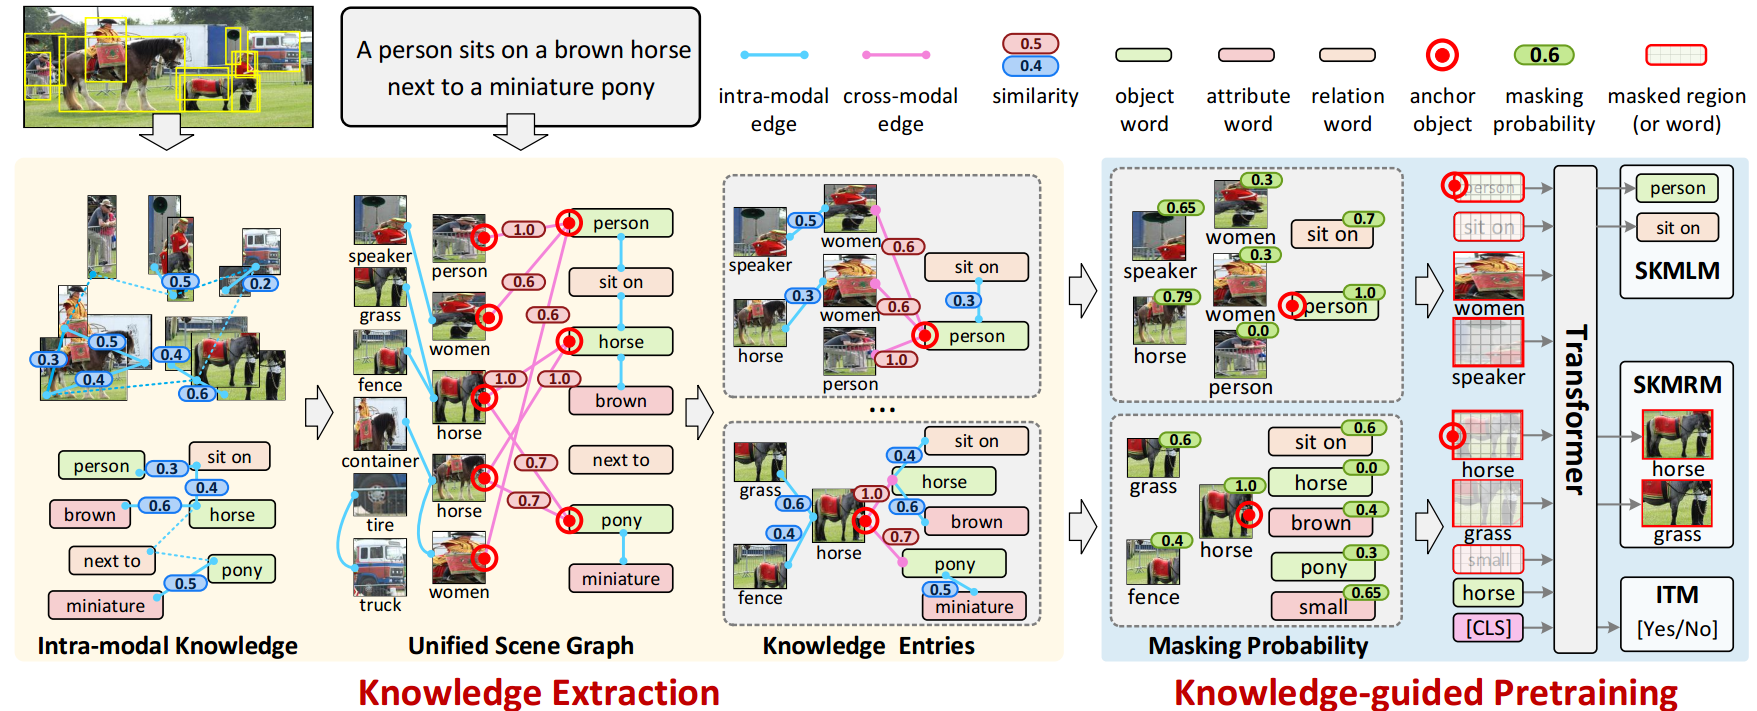 A person sits on a brown horse
next to a miniature pony
intra-modal
edge
cross-modal
edge
0.5
0.4
similarity
object
word
attribute
word
relation
word
anchor
object
0.6
masking
probability
masked region
(or word)
0.5
0.2
0.3
0.5
0.4
0.4
0.6
person
0.3
sit on
0.4
brown
0.6
horse
next to
pony
0.5
miniature
Intra-modal Knowledge
speaker
grass
fence
container
tire
truck
person
women
horse
horse
women
1.0
0.6
0.6
1.0
1.0
0.7
0.7
person
sit on
horse
brown
next to
pony
miniature
Unified Scene Graph
speaker
0.5
women
0.6
horse
0.3
women
0.6
person
1.0
sit on
0.3
person
...
grass
0.6
0.4
fence
horse
1.0
0.7
0.4
sit on
horse
0.6
brown
pony
0.5
miniature
Knowledge Entries
Knowledge Extraction
0.65
speaker
0.79
horse
0.3
women
0.3
women
0.0
person
0.7
sit on
1.0
person
0.6
grass
0.4
fence
1.0
horse
0.6
sit on
0.0
horse
0.4
brown
0.3
pony
0.65
small
Masking Probability
person
sit on
women
speaker
horse
grass
small
horse
[CLS]
Transformer
person
sit on
SKMLM
SKMRM
horse
grass
ITM
[Yes/No]
Knowledge-guided Pretraining